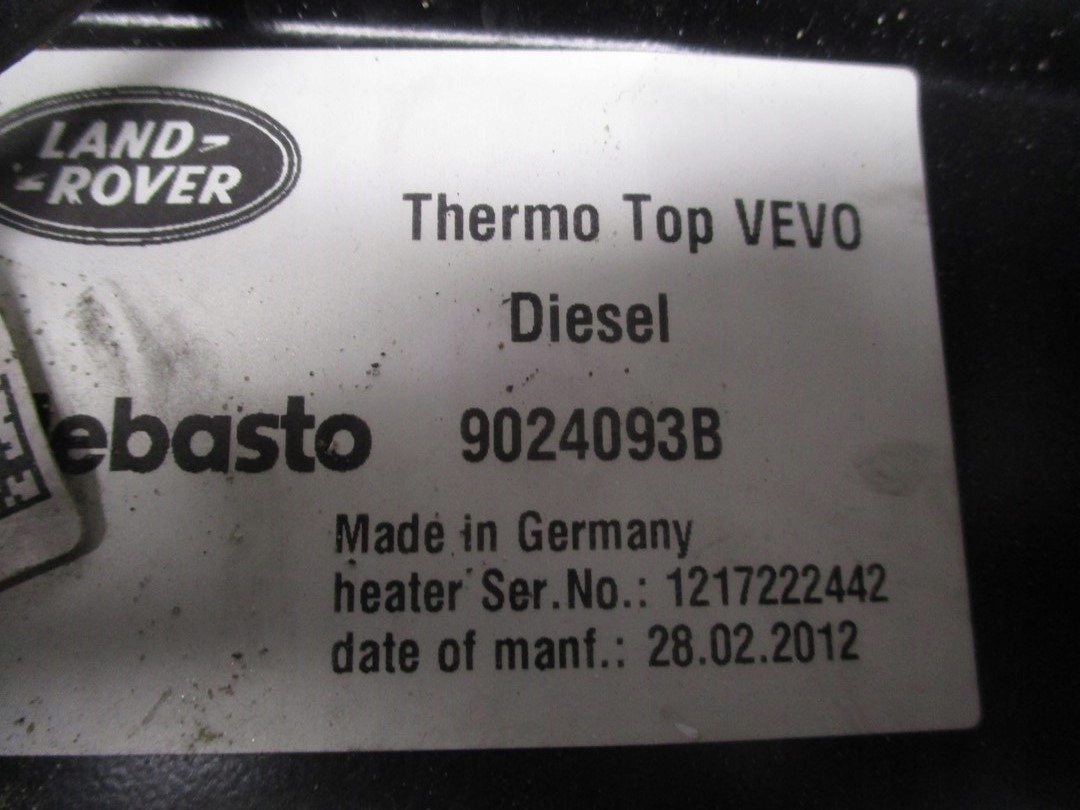 LAND-
-ROVER
Thermo Top VEVO
Diesel
ebasto 9024093B
Made in Germany
heater Ser.No.: 1217222442
date of manf.: 28.02.2012